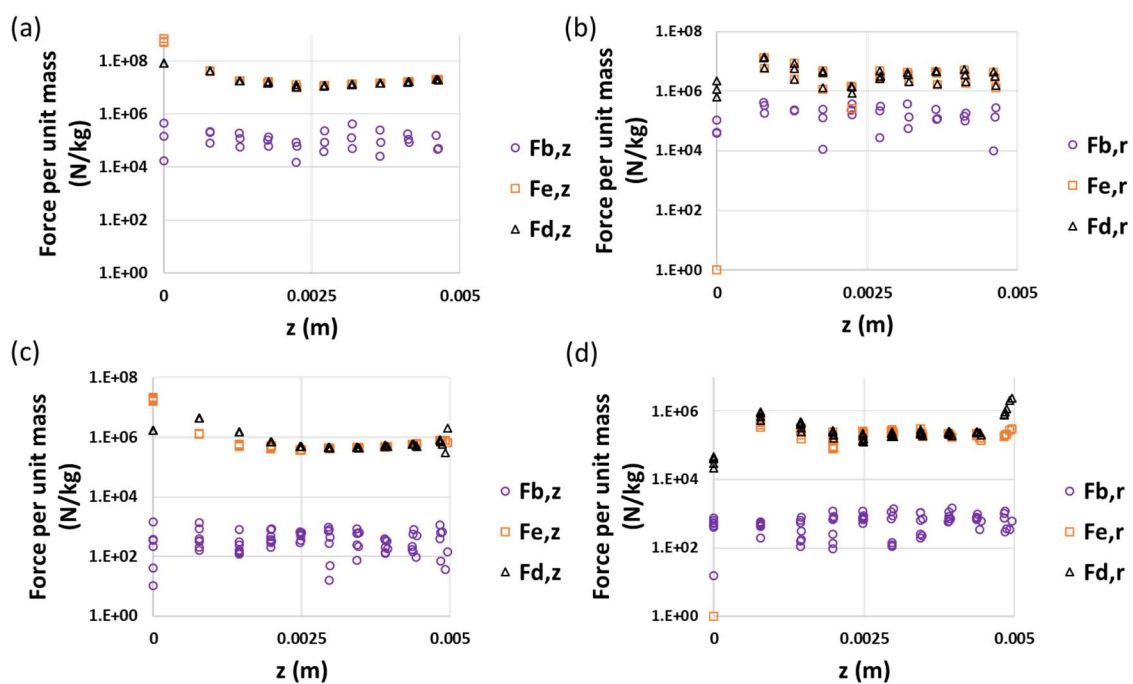 (a)
Force per unit mass
(N/kg)
1.E+08
1.E+06
1.E+04
1.E+02
1.E+00
0
0.0025
0.005
z (m)
Fb,z
Fe,z
Fd,z
(b)
Force per unit mass
(N/kg)
1.E+08
1.E+06
1.E+04
1.E+02
1.E+00
0
0.0025
0.005
z (m)
Fb,r
Fe,r
Fd,r
(c)
Force per unit mass
(N/kg)
1.E+08
1.E+06
1.E+04
1.E+02
1.E+00
0
0.0025
0.005
z (m)
Fb,z
Fe,z
Fd,z
(d)
Force per unit mass
(N/kg)
1.E+06
1.E+04
1.E+02
1.E+00
0
0.0025
0.005
z (m)
Fb,r
Fe,r
Fd,r